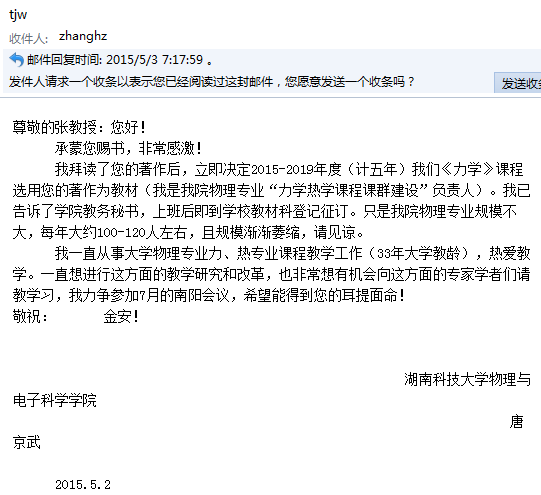 tjw
收件人: zhanghz
邮件回复时间: 2015/5/3 7:17:59 。
发件人请求一个收条以表示您已经阅读过这封邮件，您愿意发送一个收条吗？ 发送收
尊敬的张教授：您好！
承蒙您赐书，非常感激！
我拜读了您的著作后，立即决定2015-2019年度（计五年）我们《力学》课程
选用您的著作为教材（我是我院物理专业“力学热学课程课群建设”负责人）。我已
告诉了学院教务秘书，上班后即到学校教材科登记征订。只是我院物理专业规模不
大，每年大约100-120人左右，且规模渐渐萎缩，请见谅。
我一直从事大学物理专业力、热专业课程教学工作（33年大学教龄），热爱教
学。一直想进行这方面的教学研究和改革，也非常想有机会向这方面的专家学者们请
教学习，我力争参加7月的南阳会议，希望能得到您的耳提面命！
敬祝： 金安！
湖南科技大学物理与
电子科学学院
唐
京武
2015.5.2